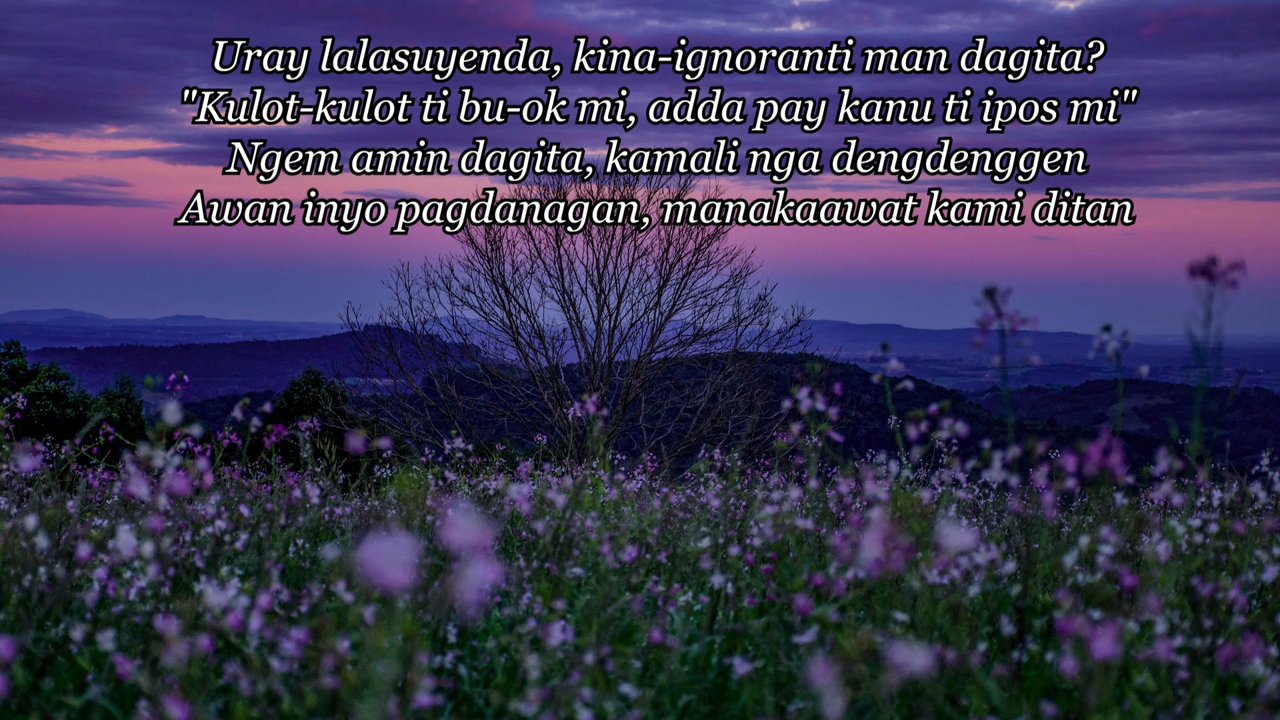 Uray lalasuyenda, kina-ignoranti man dagita?
"Kulot-kulot ti bu-ok mi, adda pay kanu ti ipos mi"
Ngem amin dagita, kamali nga dengdenggen
Awan inyo pagdanagan, manakaawat kami ditan